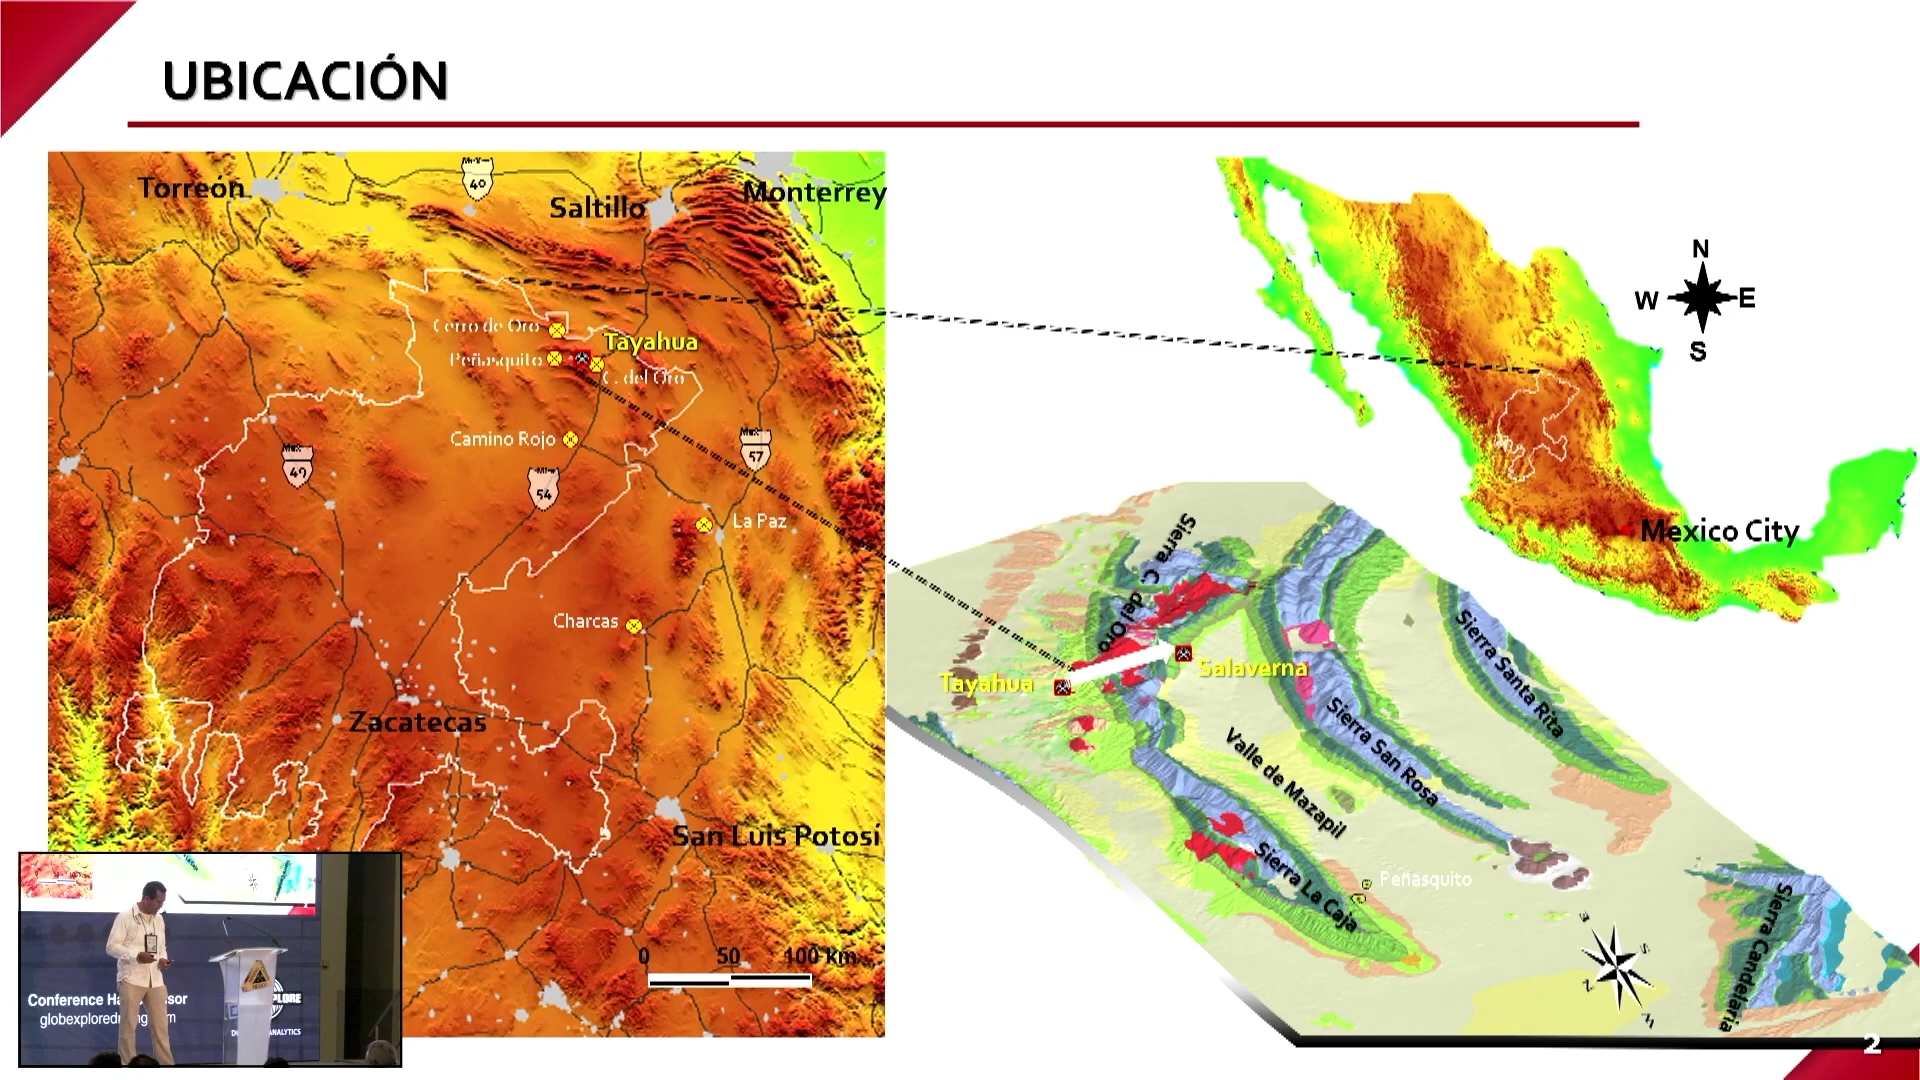 UBICACIÓN
Torreón
40
Saltillo
Monterrey
Cerro de Oro
Tayahua
Peñasquito
C. del Oro
Camino Rojo
49
54
57
La Paz
Charcas
Zacatecas
San Luis Potosí
0 50 100 km
N
W E
S
Mexico City
Sierra C. del Oro
Tayahua
Salaverna
Sierra Santa Rita
Sierra San Rosa
Valle de Mazapil
Sierra La Caja
Peñasquito
Sierra Candelaria
S
N
W
Conference
globexplore
2